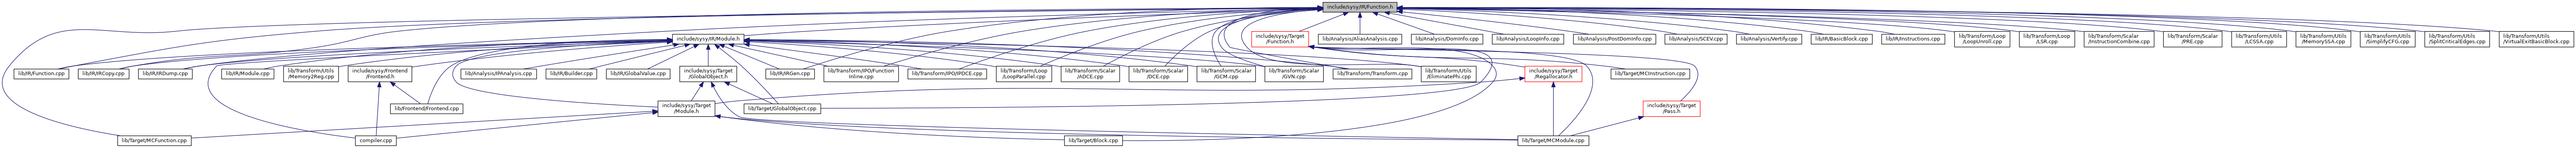 include/sysy/IR/Function.h
include/sysy/IR/Module.h
include/sysy/Target
/Function.h
lib/Analysis/AliasAnalysis.cpp
lib/Analysis/DomInfo.cpp
lib/Analysis/LoopInfo.cpp
lib/Analysis/PostDomInfo.cpp
lib/Analysis/SCEV.cpp
lib/Analysis/Vertify.cpp
lib/IR/BasicBlock.cpp
lib/IR/Instructions.cpp
lib/Transform/Loop
/LoopUnroll.cpp
lib/Transform/Loop
/LSR.cpp
lib/Transform/Scalar
/InstructionCombine.cpp
lib/Transform/Scalar
/PRE.cpp
lib/Transform/Utils
/LCSSA.cpp
lib/Transform/Utils
/MemorySSA.cpp
lib/Transform/Utils
/SimplifyCFG.cpp
lib/Transform/Utils
/SplitCriticalEdges.cpp
lib/Transform/Utils
/VirtualExitBasicBlock.cpp
lib/IR/Function.cpp
lib/IR/IRCopy.cpp
lib/IR/IRDump.cpp
lib/IR/Module.cpp
lib/Transform/Utils
/Memory2Reg.cpp
include/sysy/Frontend
/Frontend.h
lib/Analysis/IPAnalysis.cpp
lib/IR/Builder.cpp
lib/IR/GlobalValue.cpp
include/sysy/Target
/GlobalObject.h
lib/IR/IRGen.cpp
lib/Transform/IPO/Function
Inline.cpp
lib/Transform/IPO/IPDCE.cpp
lib/Transform/Loop
/LoopParallel.cpp
lib/Transform/Scalar
/ADCE.cpp
lib/Transform/Scalar
/DCE.cpp
lib/Transform/Scalar
/GCM.cpp
lib/Transform/Scalar
/GVN.cpp
lib/Transform/Transform.cpp
lib/Transform/Utils
/EliminatePhi.cpp
include/sysy/Target
/Regallocator.h
lib/Target/MCInstruction.cpp
lib/Frontend/Frontend.cpp
include/sysy/Target
/Module.h
lib/Target/GlobalObject.cpp
include/sysy/Target
/Pass.h
lib/Target/MCFunction.cpp
compiler.cpp
lib/Target/Block.cpp
lib/Target/MCModule.cpp